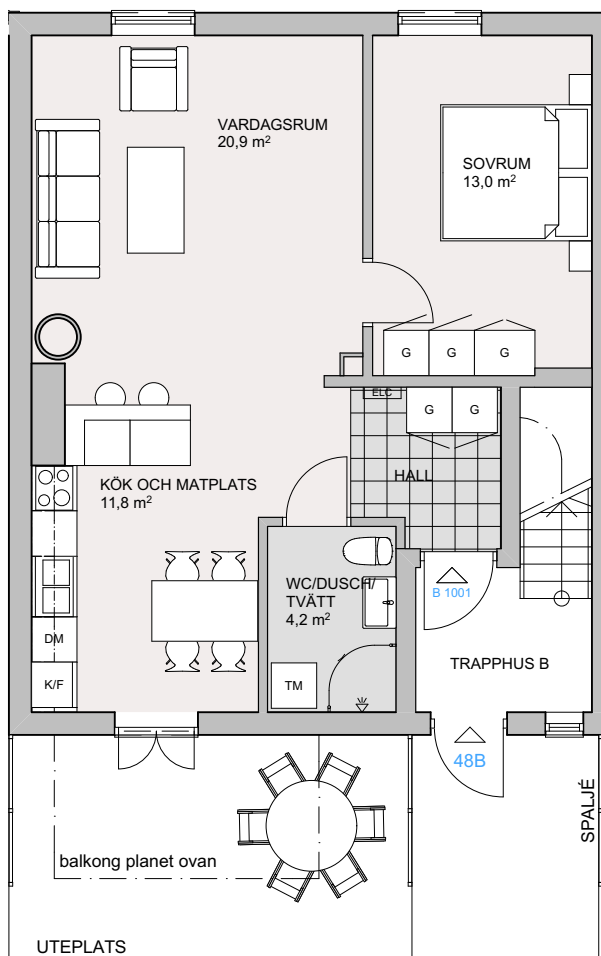 VARDAGSRUM
20,9 m²
SOVRUM
13,0 m²
G
G
G
ELC
G
G
HALL
KÖK OCH MATPLATS
11,8 m²
WC/DUSCH/
TVÄTT
4,2 m²
B 1001
DM
K/F
TM
TRAPPHUS B
48B
SPALJÉ
balkong planet ovan
UTEPLATS